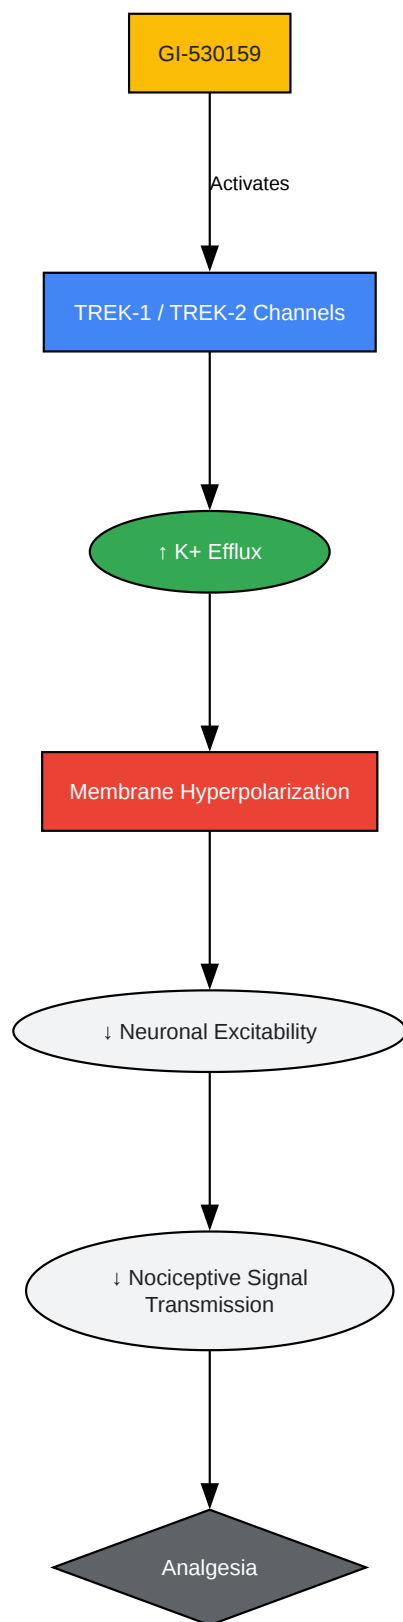 GI-530159
Activates
TREK-1 / TREK-2 Channels
↑ K+ Efflux
Membrane Hyperpolarization
↓ Neuronal Excitability
↓ Nociceptive Signal
Transmission
Analgesia